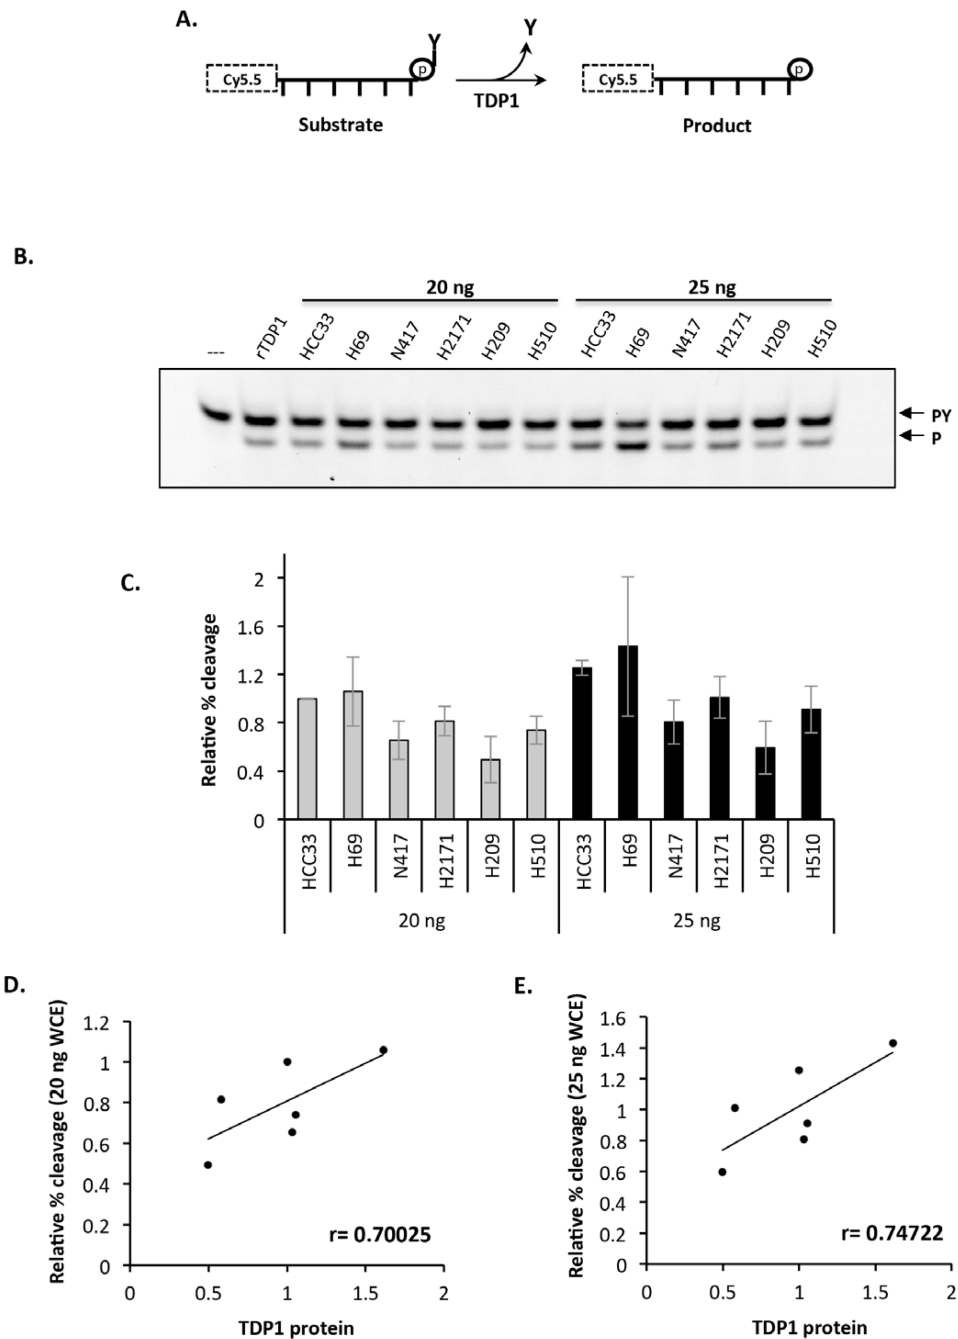 A.
Y
Y
Cy5.5
p
TDP1
Cy5.5
p
Substrate
Product
B.
20 ng
25 ng
---
rTDP1
HCC33
H69
N417
H2171
H209
H510
HCC33
H69
N417
H2171
H209
H510
PY
P
C.
Relative % cleavage
2
1.6
1.2
0.8
0.4
0
HCC33
H69
N417
H2171
H209
H510
HCC33
H69
N417
H2171
H209
H510
20 ng
25 ng
D.
Relative % cleavage (20 ng WCE)
1.2
1
0.8
0.6
0.4
0.2
0
r= 0.70025
0
0.5
1
1.5
2
TDP1 protein
E.
Relative % cleavage (25 ng WCE)
1.6
1.4
1.2
1
0.8
0.6
0.4
0.2
0
r= 0.74722
0
0.5
1
1.5
2
TDP1 protein